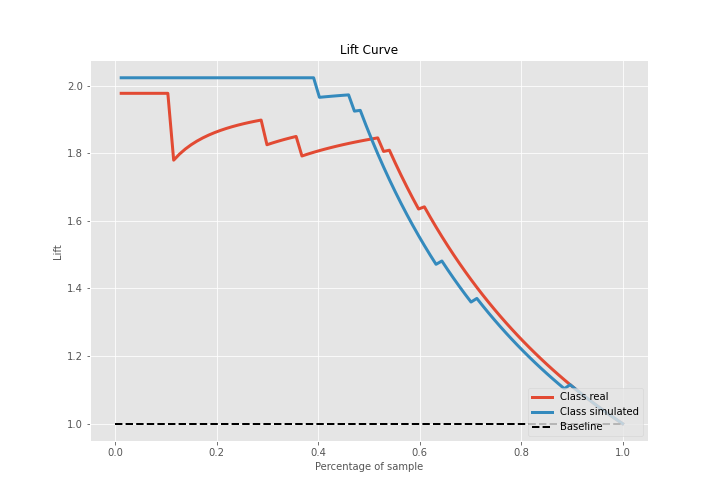 Lift Curve
2.0
1.8
1.6
1.4
1.2
1.0
Lift
0.0
0.2
0.4
0.6
0.8
1.0
Percentage of sample
Class real
Class simulated
Baseline